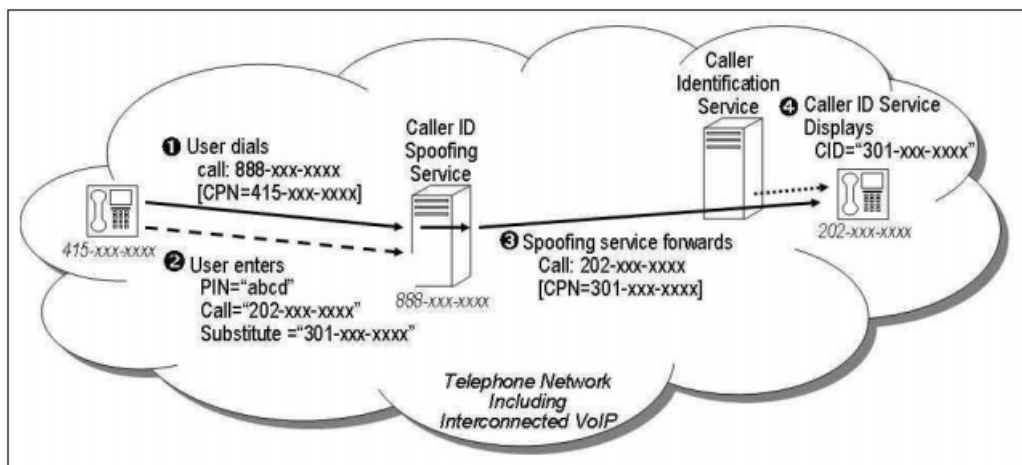 ❶ User dials
call: 888-xxx-xxxx
[CPN=415-xxx-xxxx]
415-xxx-xxxx
❷ User enters
PIN="abcd"
Call="202-xxx-xxxx"
Substitute ="301-xxx-xxxx"
Caller ID
Spoofing
Service
888-xxx-xxxx
❸ Spoofing service forwards
Call: 202-xxx-xxxx
[CPN=301-xxx-xxxx]
Caller
Identification
Service
❹ Caller ID Service
Displays
CID="301-xxx-xxxx"
202-xxx-xxxx
Telephone Network
Including
Interconnected VoIP